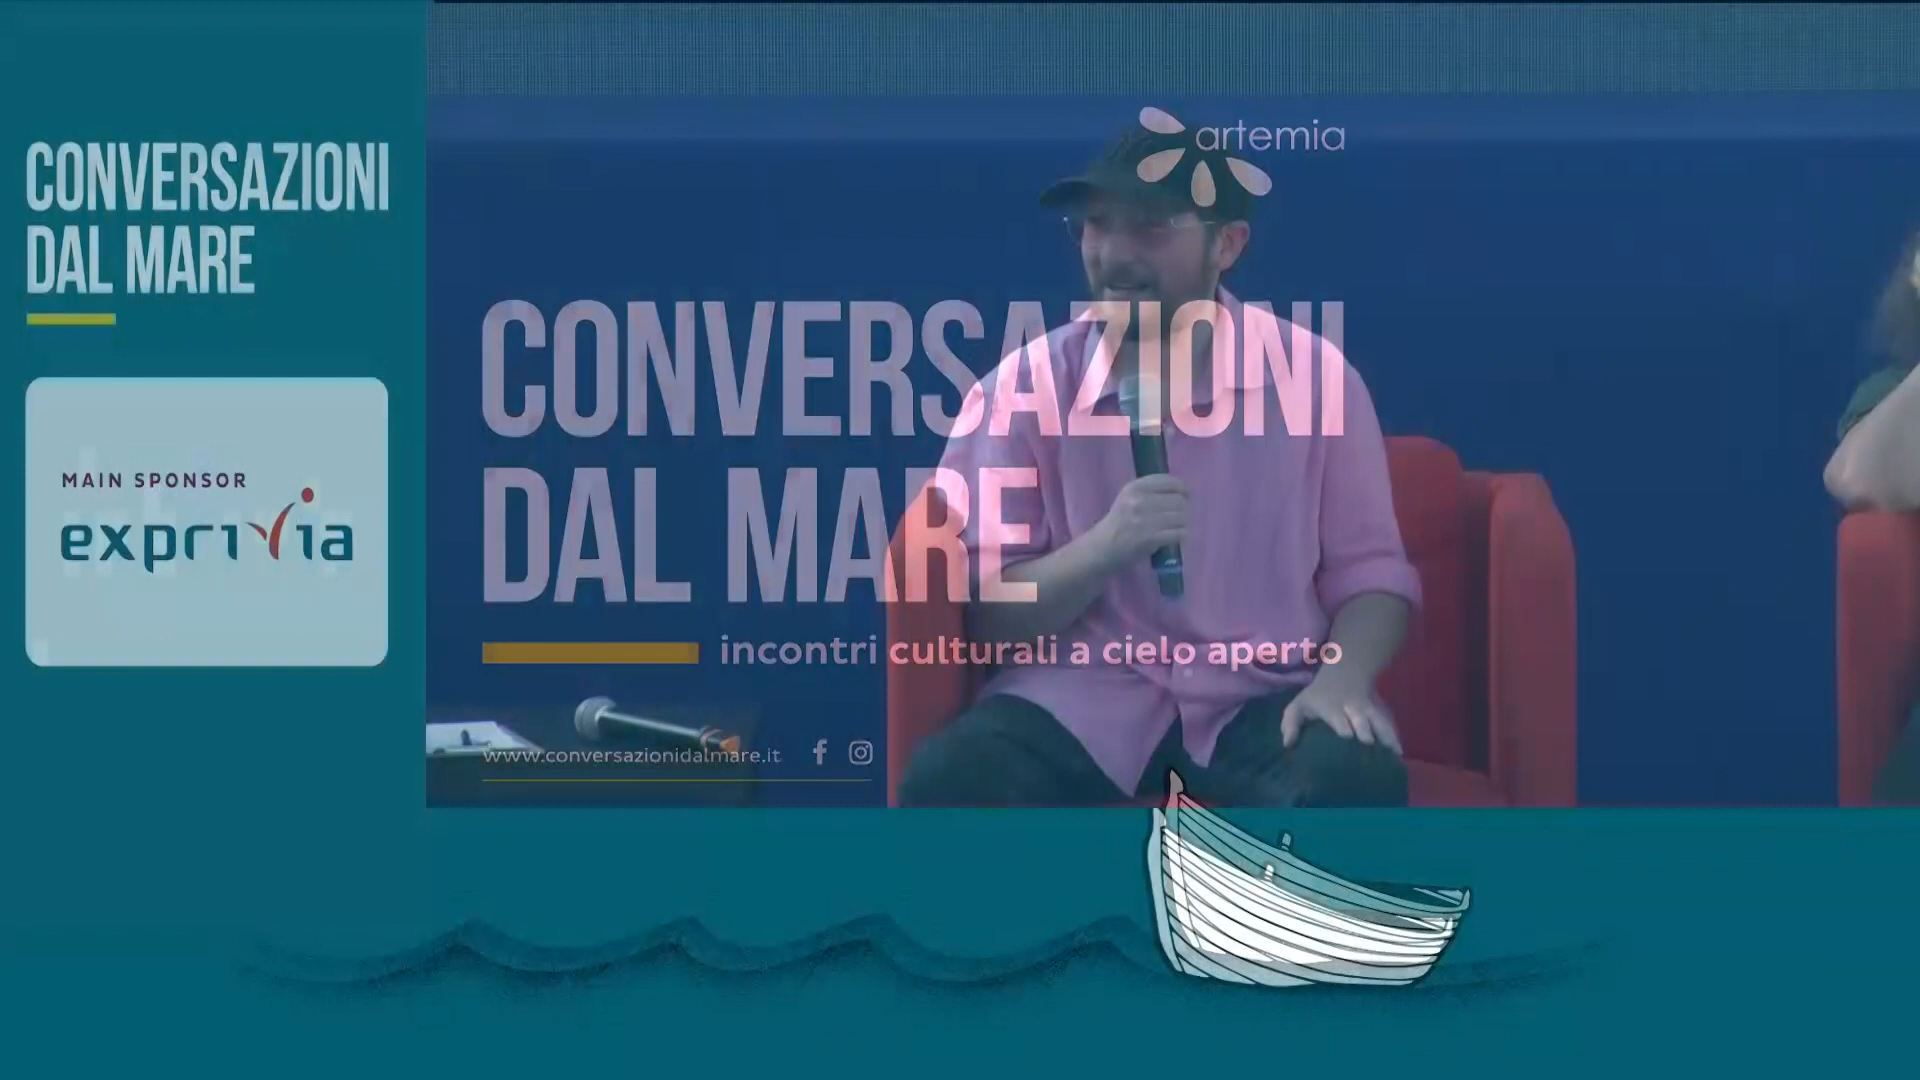 CONVERSAZIONI
DAL MARE
MAIN SPONSOR
exprivia
artemia
CONVERSAZIONI
DAL MARE
incontri culturali a cielo aperto
www.conversazionidalmare.it